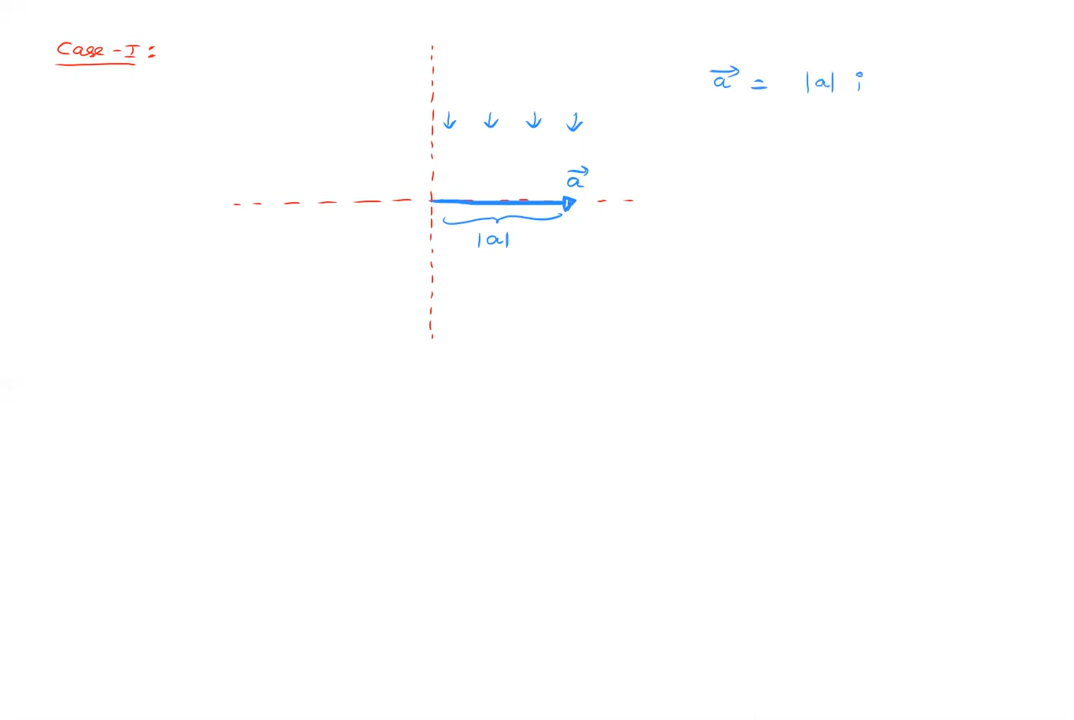 Case-I:
a⃗ = |a| i
a⃗
|a|